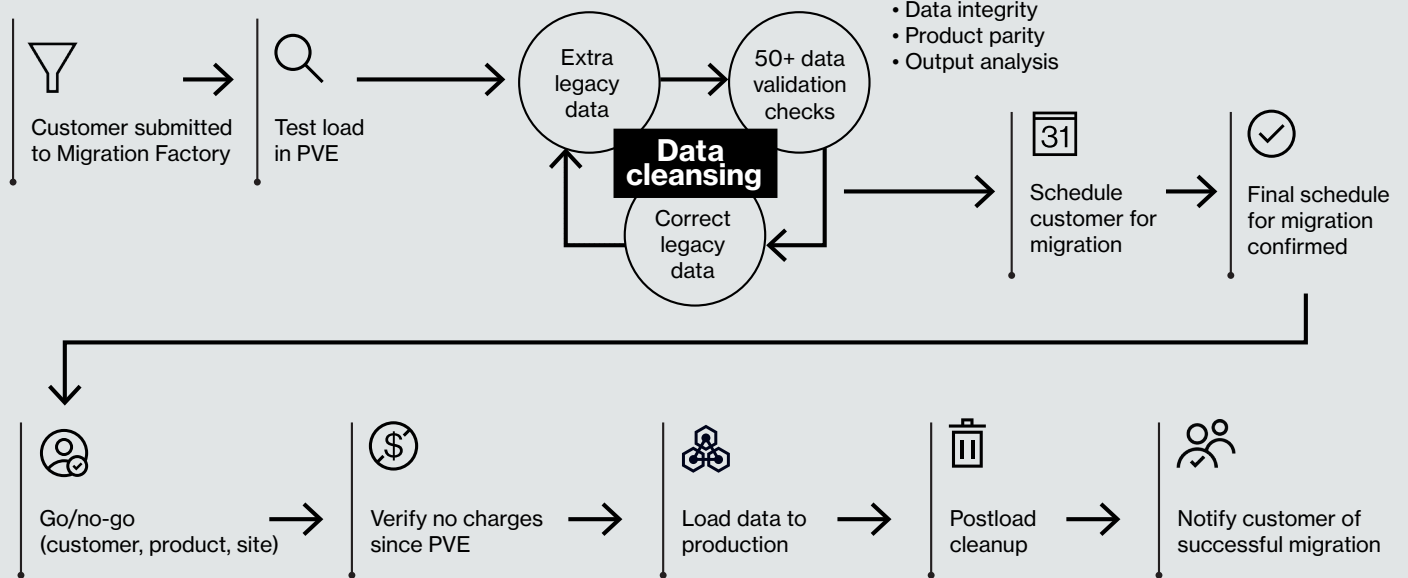 Customer submitted
to Migration Factory
Test load
in PVE
Extra
legacy
data
50+ data
validation
checks
• Data integrity
• Product parity
• Output analysis
Data
cleansing
Correct
legacy
data
31
Schedule
customer for
migration
Final schedule
for migration
confirmed
Go/no-go
(customer, product, site)
$
Verify no charges
since PVE
Load data to
production
Postload
cleanup
Notify customer of
successful migration